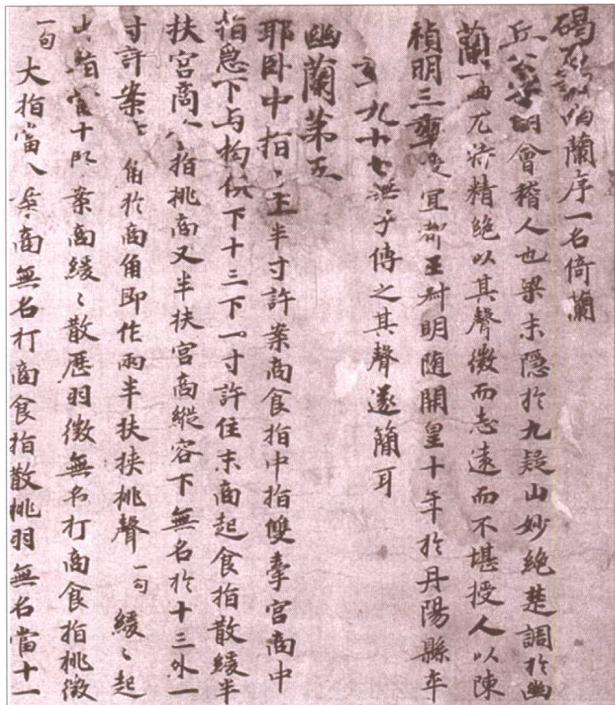 碣石調幽蘭序一名倚蘭
丘公字明會稽人也梁末隱於九疑山妙絕楚調於幽
蘭一曲尤特精絕以其聲微而志遠而不堪授人以陳
禎明三年授宜都王叔明隨開皇十年於丹陽縣卒
九十七無子傳之其聲遂簡耳
幽蘭第五
耶卧中指上半寸許案商食指中指雙牽宮商中
指急下与拘俱下十三下一寸許住末商起食指散緩半
扶宮商食指挑商又半扶宮商縱容下無名於十三外一
寸許案商角於商角即作兩半扶挾挑聲一句緩〻起
指當十卧案商緩〻散歷羽徵無名打商食指挑徵
一句大指當八案商無名打商食指散挑羽無名當十一